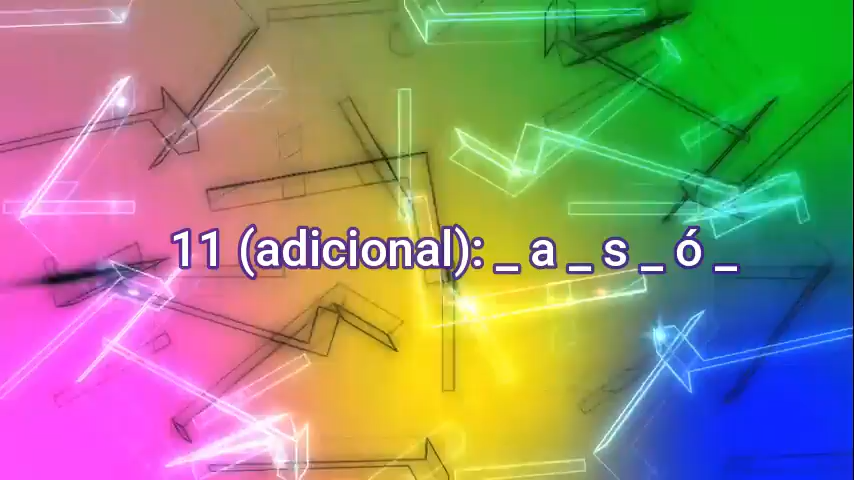 11 (adicional): _ a _ s _ ó _